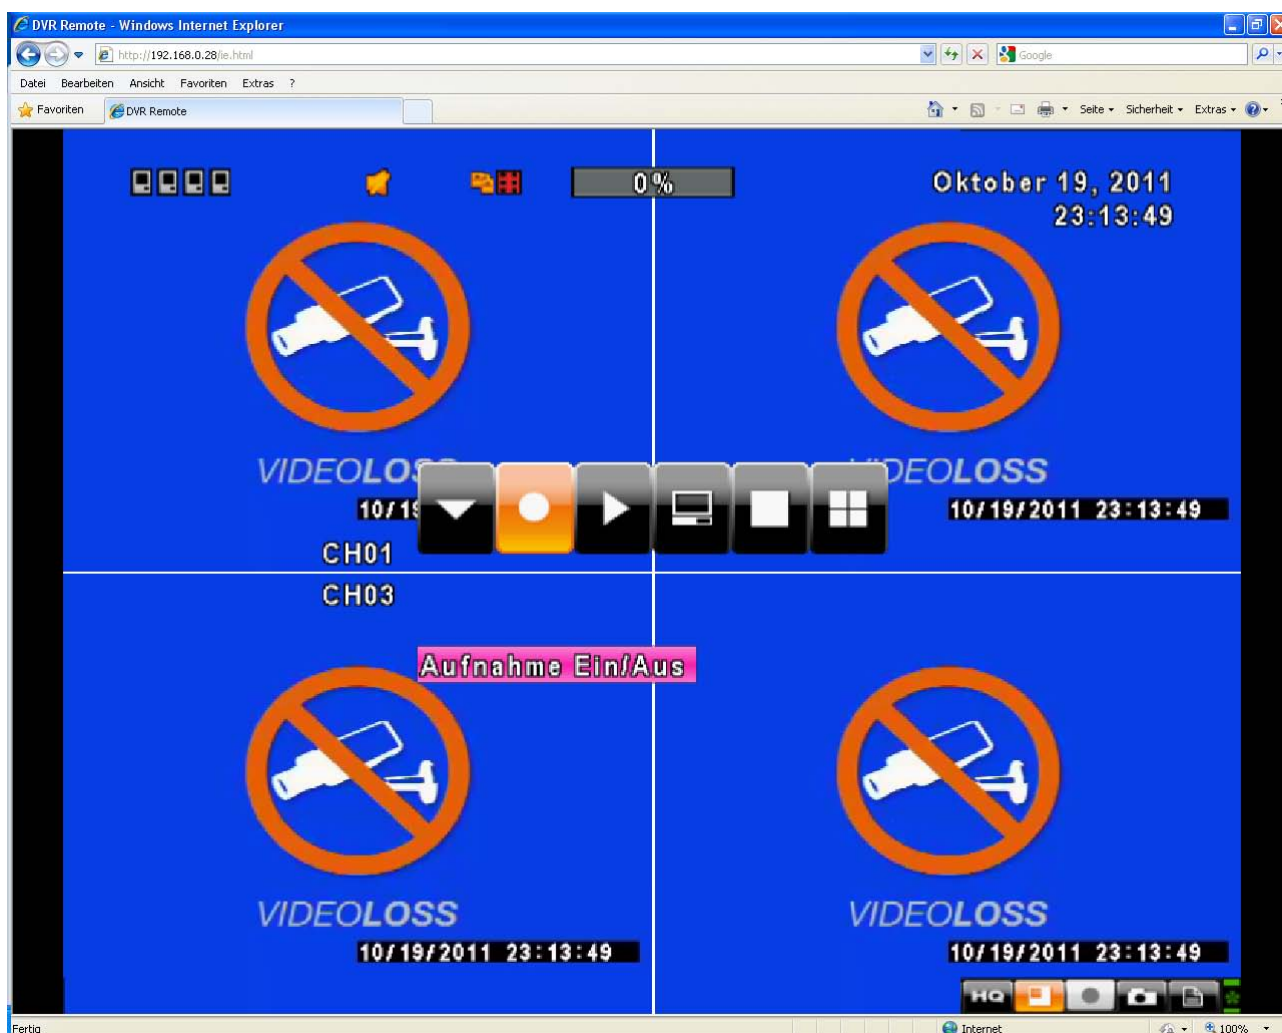 DVR Remote - Windows Internet Explorer
http://192.168.0.28/ie.html
Google
Datei Bearbeiten Ansicht Favoriten Extras ?
Favoriten DVR Remote Seite Sicherheit Extras
0%
Oktober 19, 2011
23:13:49
VIDEOLOSS
10/19
CH01
VIDEOLOSS
10/19/2011 23:13:49
CH03
Aufnahme Ein/Aus
VIDEOLOSS
10/19/2011 23:13:49
VIDEOLOSS
10/19/2011 23:13:49
HQ
Fertig Internet 100%